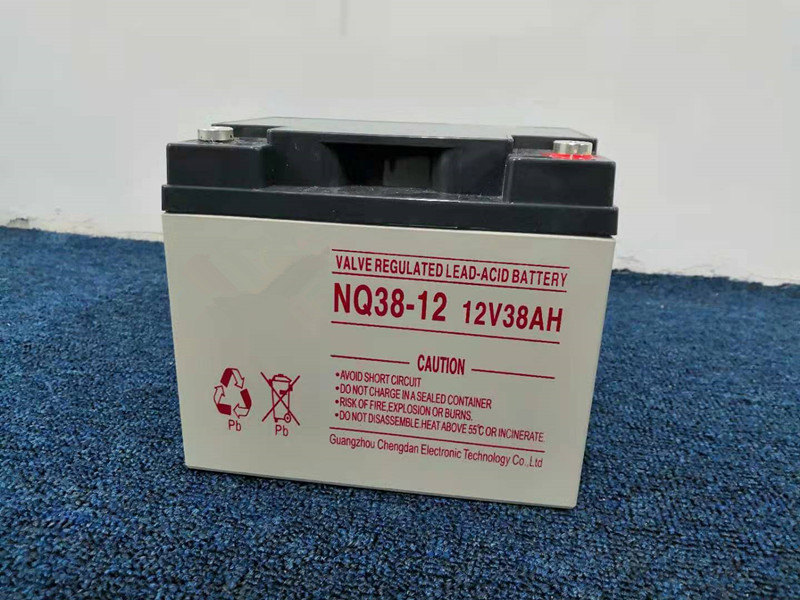 VALVE REGULATED LEAD-ACID BATTERY
NQ38-12 12V38AH
CAUTION
•AVOID SHORT CIRCUIT
•DO NOT CHARGE IN A SEALED CONTAINER
•RISK OF FIRE,EXPLOSION OR BURNS.
•DO NOT DISASSEMBLE.HEAT ABOVE 55℃ OR INCINERATE.
Guangzhou Chengdan Electronic Technology Co.,Ltd
Pb
Pb